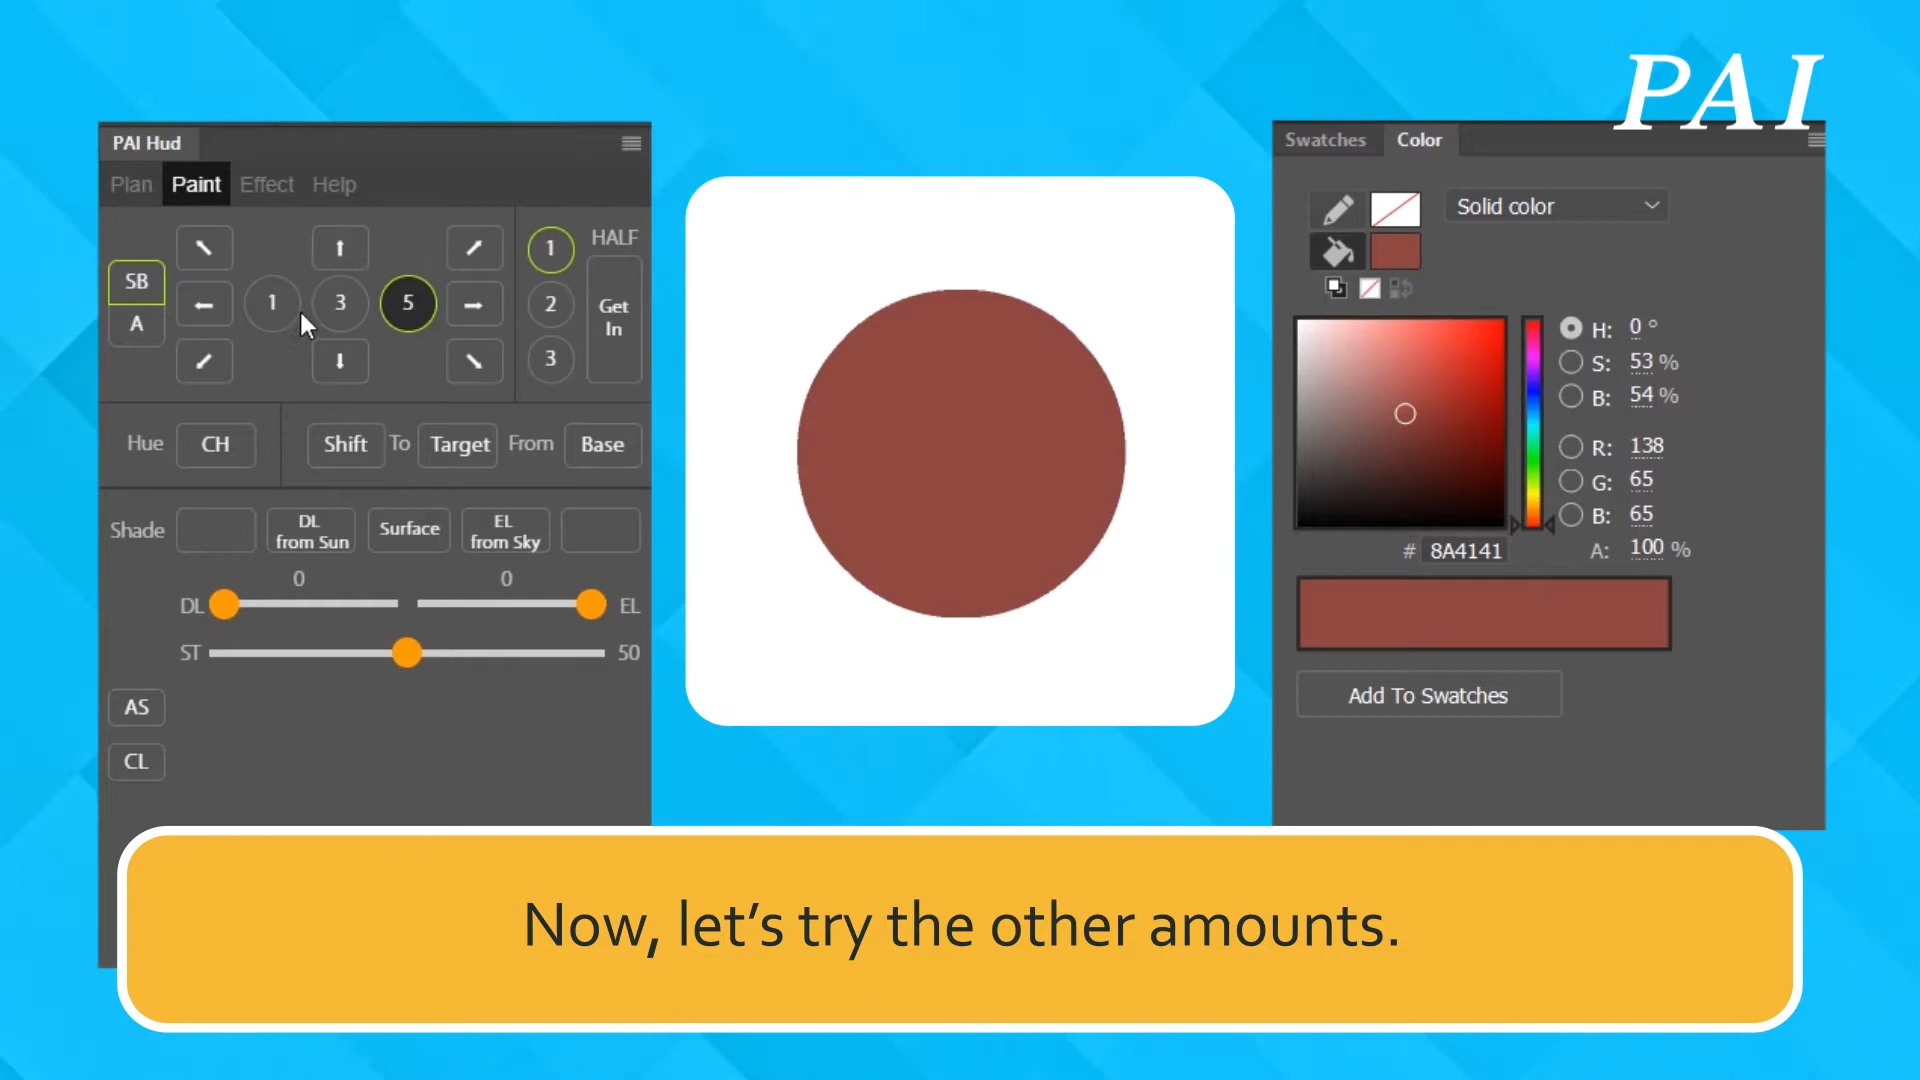 PAI
PAI Hud
Plan Paint Effect Help
SB
A
1 3 5
1
2
3
HALF
Get
In
Hue CH Shift To Target From Base
Shade DL
from Sun Surface EL
from Sky
0 0
DL EL
ST 50
AS
CL
Swatches Color
Solid color
H: 0 °
S: 53 %
B: 54 %
R: 138
G: 65
B: 65
# 8A4141 A: 100 %
Add To Swatches
Now, let’s try the other amounts.